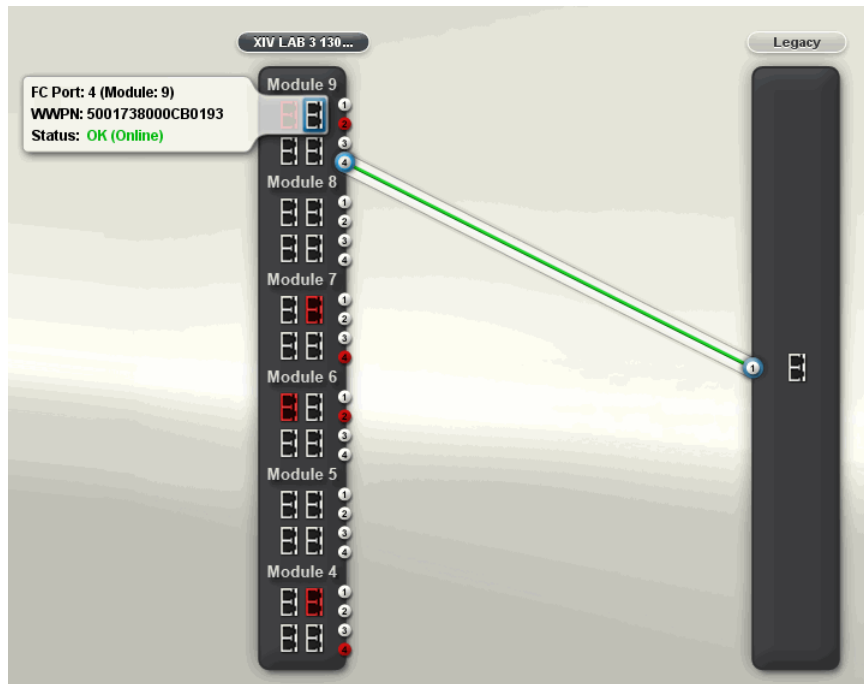 XIV LAB 3 130...
Legacy
FC Port: 4 (Module: 9)
WWPN: 5001738000CB0193
Status: OK (Online)
Module 9
1
2
3
4
Module 8
1
2
3
4
Module 7
1
2
3
4
Module 6
1
2
3
4
Module 5
1
2
3
4
Module 4
1
2
3
4
1